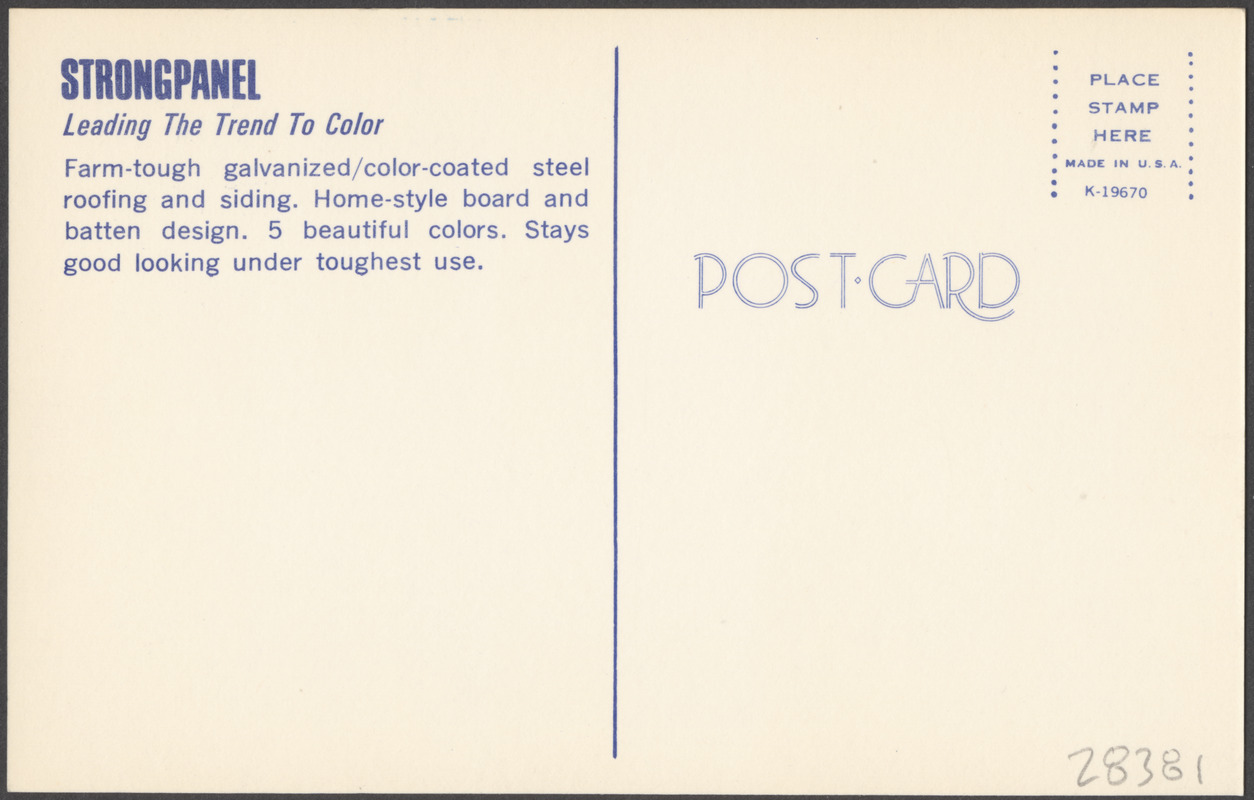 STRONGPANEL
Leading The Trend To Color
Farm-tough galvanized/color-coated steel
roofing and siding. Home-style board and
batten design. 5 beautiful colors. Stays
good looking under toughest use.
PLACE
STAMP
HERE
MADE IN U.S.A.
K-19670
POST·CARD
28381